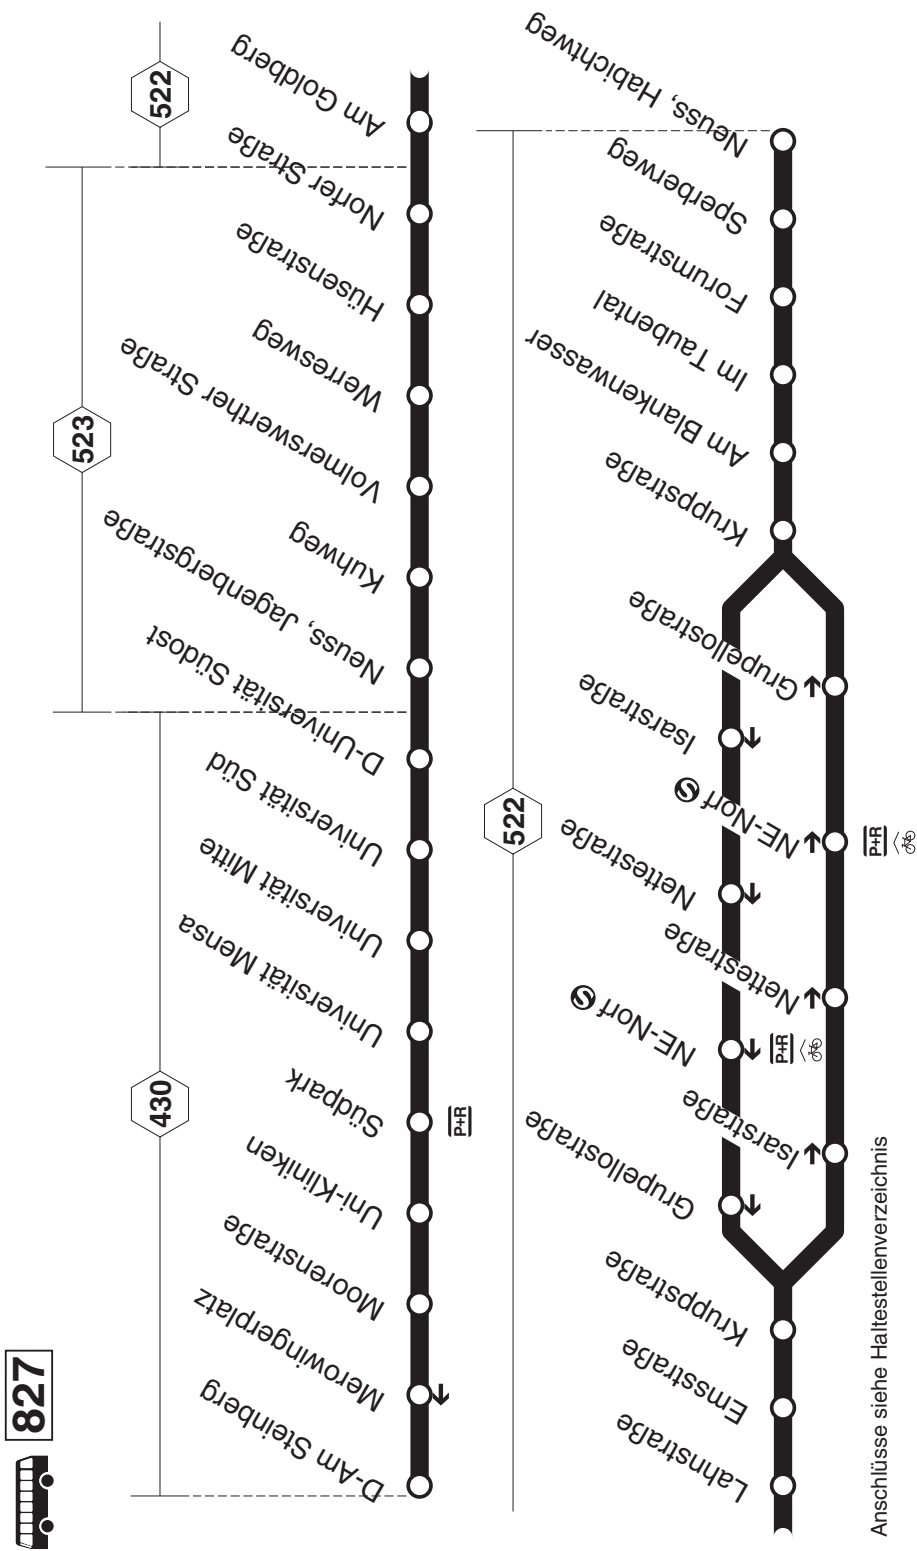 827
430
523
522
D-Am Steinberg
Merowingerplatz
Moorenstraße
Uni-Kliniken
Südpark
P+R
Universität Mensa
Universität Mitte
Universität Süd
D-Universität Südost
Neuss, Jagenbergstraße
Kuhweg
Volmerswerther Straße
Werresweg
Hüsenstraße
Norfer Straße
Am Goldberg
522
Lahnstraße
Emsstraße
Kruppstraße
Grupellostraße
Isarstraße
NE-Norf S
P+R
Nettestraße
Nettestraße
NE-Norf S
P+R
Isarstraße
Grupellostraße
Kruppstraße
Am Blankenwasser
Im Taubental
Forumstraße
Sperberweg
Neuss, Habichtweg
Anschlüsse siehe Haltestellenverzeichnis